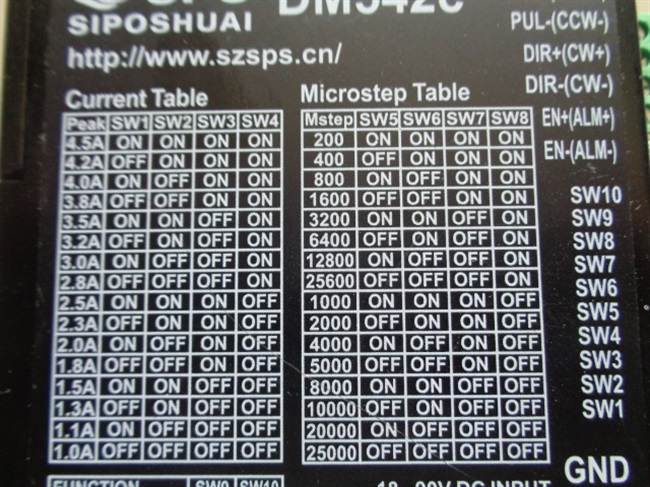 SIPOSHUAI
http://www.szsps.cn/
Current Table
Peak SW1 SW2 SW3 SW4
4.5A ON ON ON ON
4.2A OFF ON ON ON
4.0A ON OFF ON ON
3.8A OFF OFF ON ON
3.5A ON ON OFF ON
3.2A OFF ON OFF ON
3.0A ON OFF OFF ON
2.8A OFF OFF OFF ON
2.5A ON ON ON OFF
2.3A OFF ON ON OFF
2.0A ON OFF ON OFF
1.8A OFF OFF ON OFF
1.5A ON ON OFF OFF
1.3A OFF ON OFF OFF
1.1A ON OFF OFF OFF
1.0A OFF OFF OFF OFF
FUNCTION SW9 SW10
DM542c
Microstep Table
Mstep SW5 SW6 SW7 SW8
200 ON ON ON ON
400 OFF ON ON ON
800 ON OFF ON ON
1600 OFF OFF ON ON
3200 ON ON OFF ON
6400 OFF ON OFF ON
12800 ON OFF OFF ON
25600 OFF OFF OFF ON
1000 ON ON ON OFF
2000 OFF ON ON OFF
4000 ON OFF ON OFF
5000 OFF OFF ON OFF
8000 ON ON OFF OFF
10000 OFF ON OFF OFF
20000 ON OFF OFF OFF
25000 OFF OFF OFF OFF
DC INPUT
PUL-(CCW-)
DIR+(CW+)
DIR-(CW-)
EN+(ALM+)
EN-(ALM-)
SW10
SW9
SW8
SW7
SW6
SW5
SW4
SW3
SW2
SW1
GND